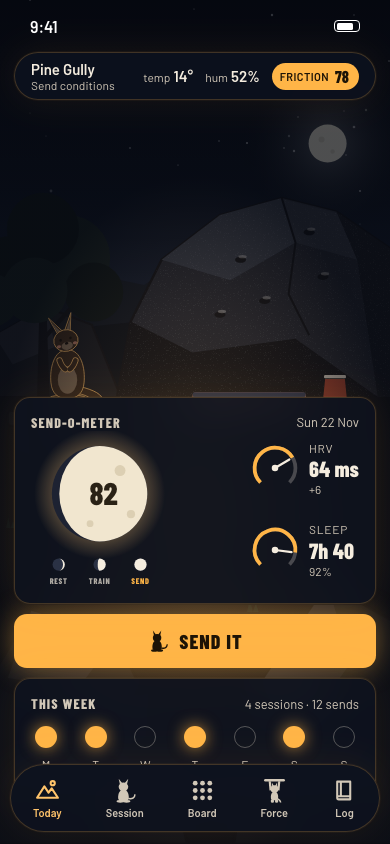 9:41
Pine Gully
Send conditions
temp 14° hum 52% FRICTION 78
SEND-O-METER
Sun 22 Nov
82
REST TRAIN SEND
HRV
64 ms
+6
SLEEP
7h 40
92%
SEND IT
THIS WEEK
4 sessions · 12 sends
Today Session Board Force Log